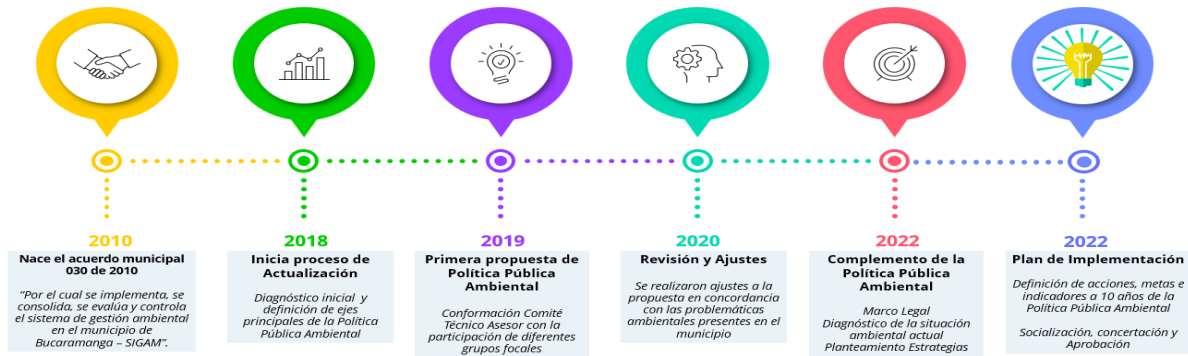 2010
Nace el acuerdo municipal
030 de 2010
“Por el cual se implementa, se
consolida, se evalúa y controla
el sistema de gestión ambiental
en el municipio de
Bucaramanga – SIGAM”.
2018
Inicia proceso de
Actualización
Diagnóstico inicial y
definición de ejes
principales de la Política
Pública Ambiental
2019
Primera propuesta de
Política Pública
Ambiental
Conformación Comité
Técnico Asesor con la
participación de diferentes
grupos focales
2020
Revisión y Ajustes
Se realizaron ajustes a la
propuesta en concordancia
con las problemáticas
ambientales presentes en el
municipio
2022
Complemento de la
Política Pública
Ambiental
Marco Legal
Diagnóstico de la situación
ambiental actual
Planteamiento Estrategias
2022
Plan de Implementación
Definición de acciones, metas e
indicadores a 10 años de la
Política Pública Ambiental
Socialización, concertación y
Aprobación